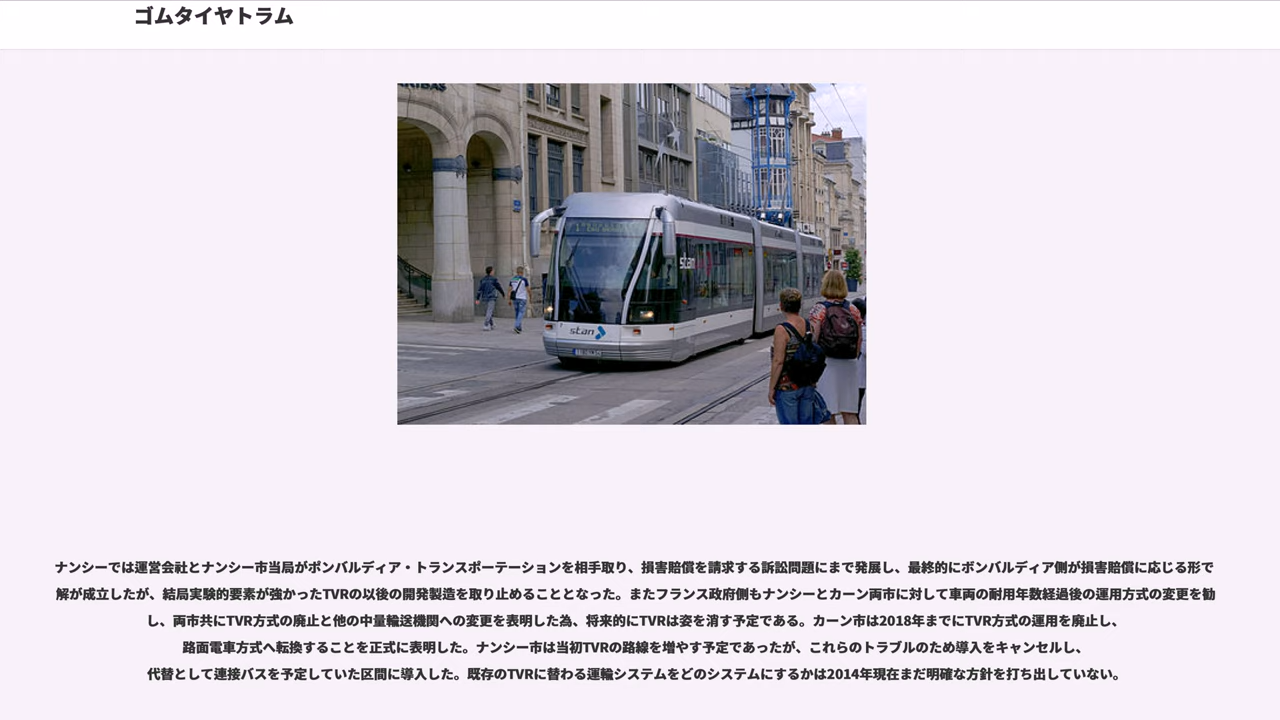 ゴムタイヤトラム
stan
stan
ナンシーでは運営会社とナンシー市当局がボンバルディア・トランスポーテーションを相手取り、損害賠償を請求する訴訟問題にまで発展し、最終的にボンバルディア側が損害賠償に応じる形で
解が成立したが、結局実験的要素が強かったTVRの以後の開発製造を取り止めることとなった。またフランス政府側もナンシーとカーン両市に対して車両の耐用年数経過後の運用方式の変更を勧
し、両市共にTVR方式の廃止と他の中量輸送機関への変更を表明した為、将来的にTVRは姿を消す予定である。カーン市は2018年までにTVR方式の運用を廃止し、
路面電車方式へ転換することを正式に表明した。ナンシー市は当初TVRの路線を増やす予定であったが、これらのトラブルのため導入をキャンセルし、
代替として連接バスを予定していた区間に導入した。既存のTVRに替わる運輸システムをどのシステムにするかは2014年現在まだ明確な方針を打ち出していない。